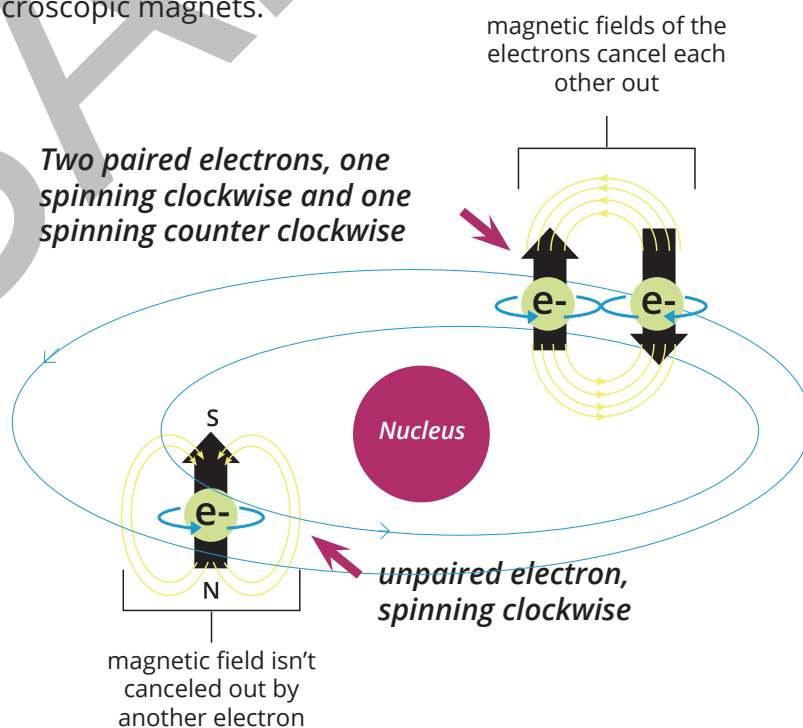 croscopic magnets.
magnetic fields of the
electrons cancel each
other out
Two paired electrons, one
spinning clockwise and one
spinning counter clockwise
e-
e-
Nucleus
S
e-
N
unpaired electron,
spinning clockwise
magnetic field isn't
canceled out by
another electron